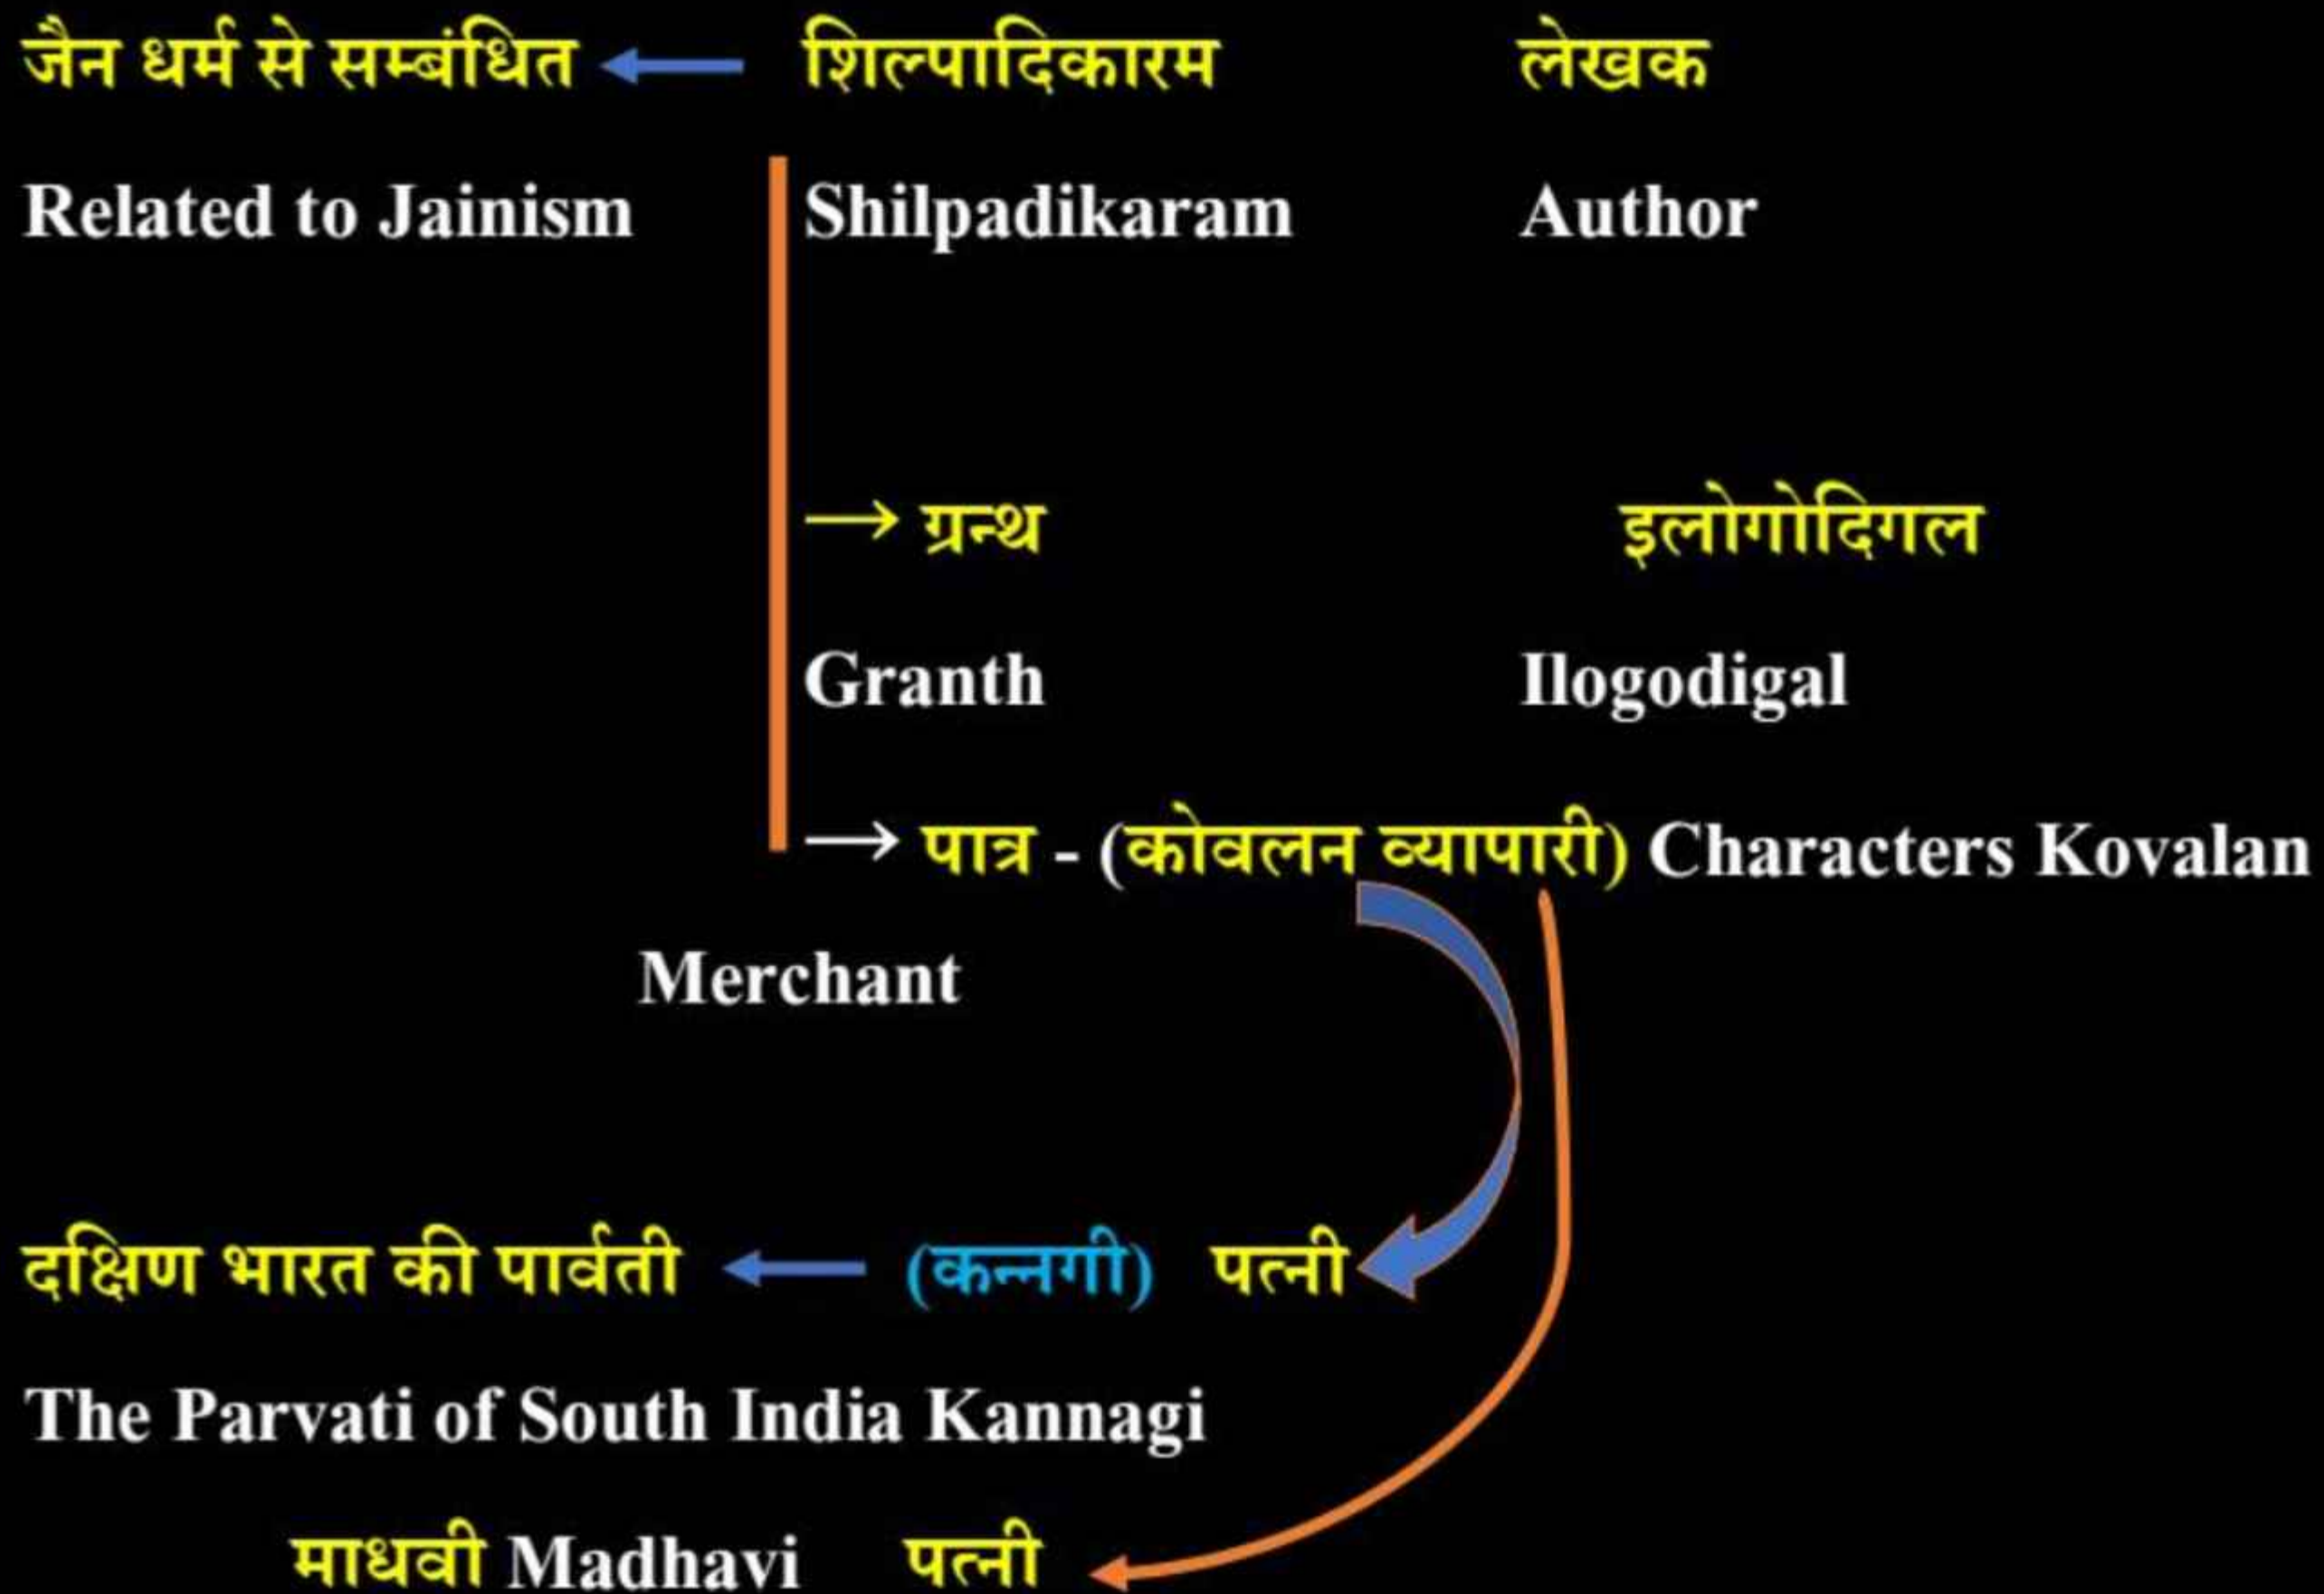 जैन धर्म से सम्बंधित ← शिल्पादिकारम लेखक
Related to Jainism Shilpadikaram Author
→ ग्रन्थ इलोगोदिगल
Granth Ilogodigal
→ पात्र - (कोवलन व्यापारी) Characters Kovalan
Merchant
दक्षिण भारत की पार्वती ← (कन्नगी) पत्नी
The Parvati of South India Kannagi
माधवी Madhavi पत्नी